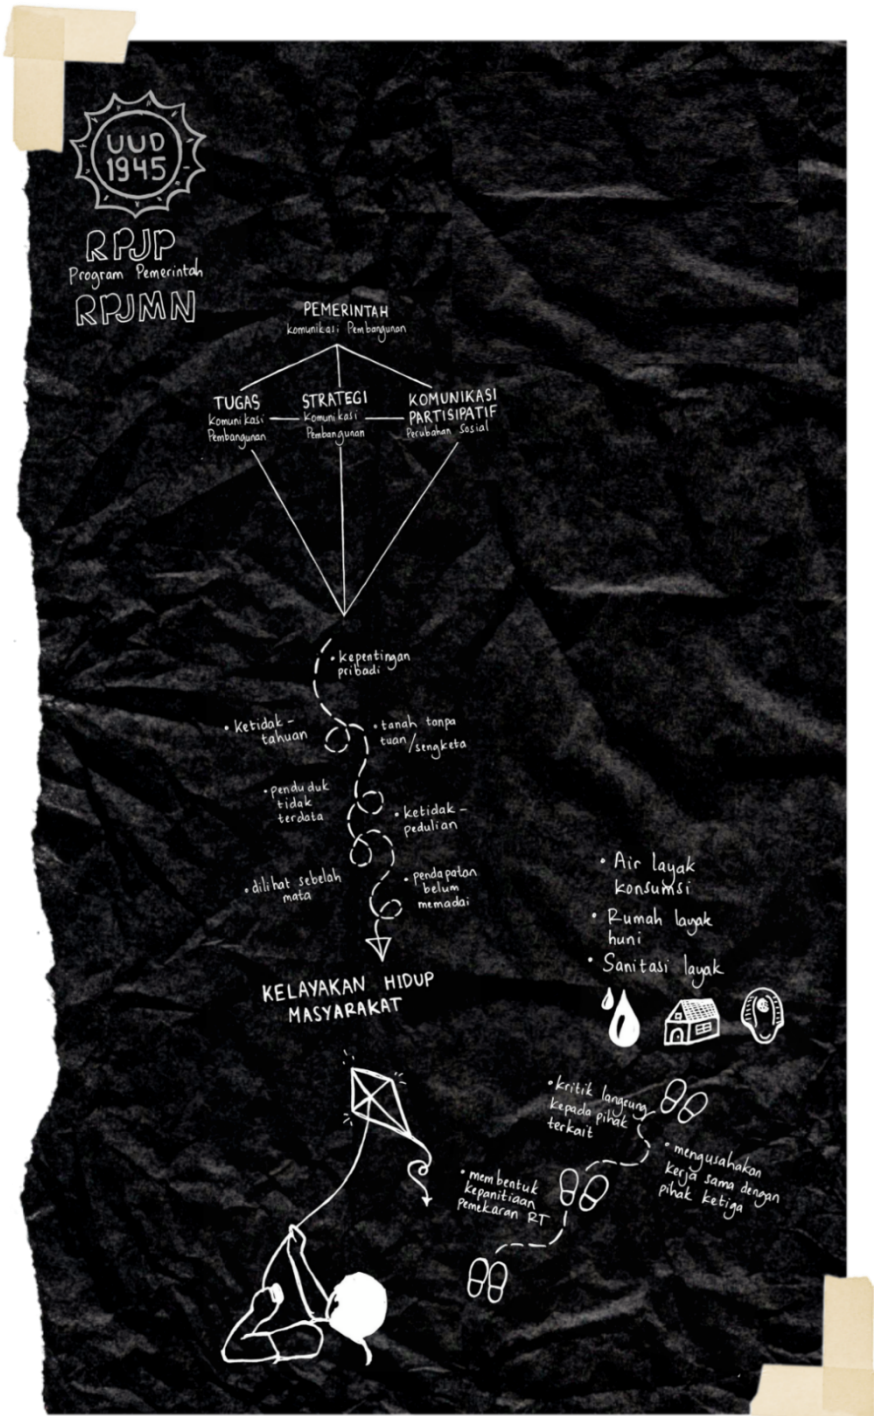 UUD
1945
RPJP
Program Pemerintah
RPJMN
PEMERINTAH
Komunikasi Pembangunan
TUGAS
Komunikasi
Pembangunan
STRATEGI
Komunikasi
Pembangunan
KOMUNIKASI
PARTISIPATIF
Perubahan Sosial
• kepentingan
pribadi
• ketidak-
tahuan
• tanah tanpa
tuan/sengketa
• penduduk
tidak
terdata
• ketidak-
pedulian
• dilihat sebelah
mata
• pendapatan
belum
memadai
KELAYAKAN HIDUP
MASYARAKAT
• Air layak
konsumsi
• Rumah layak
huni
• Sanitasi layak
• kritik langsung
kepada pihak
terkait
• mengusahakan
kerja sama dengan
pihak ketiga
• membentuk
kepanitiaan
pemekaran RT